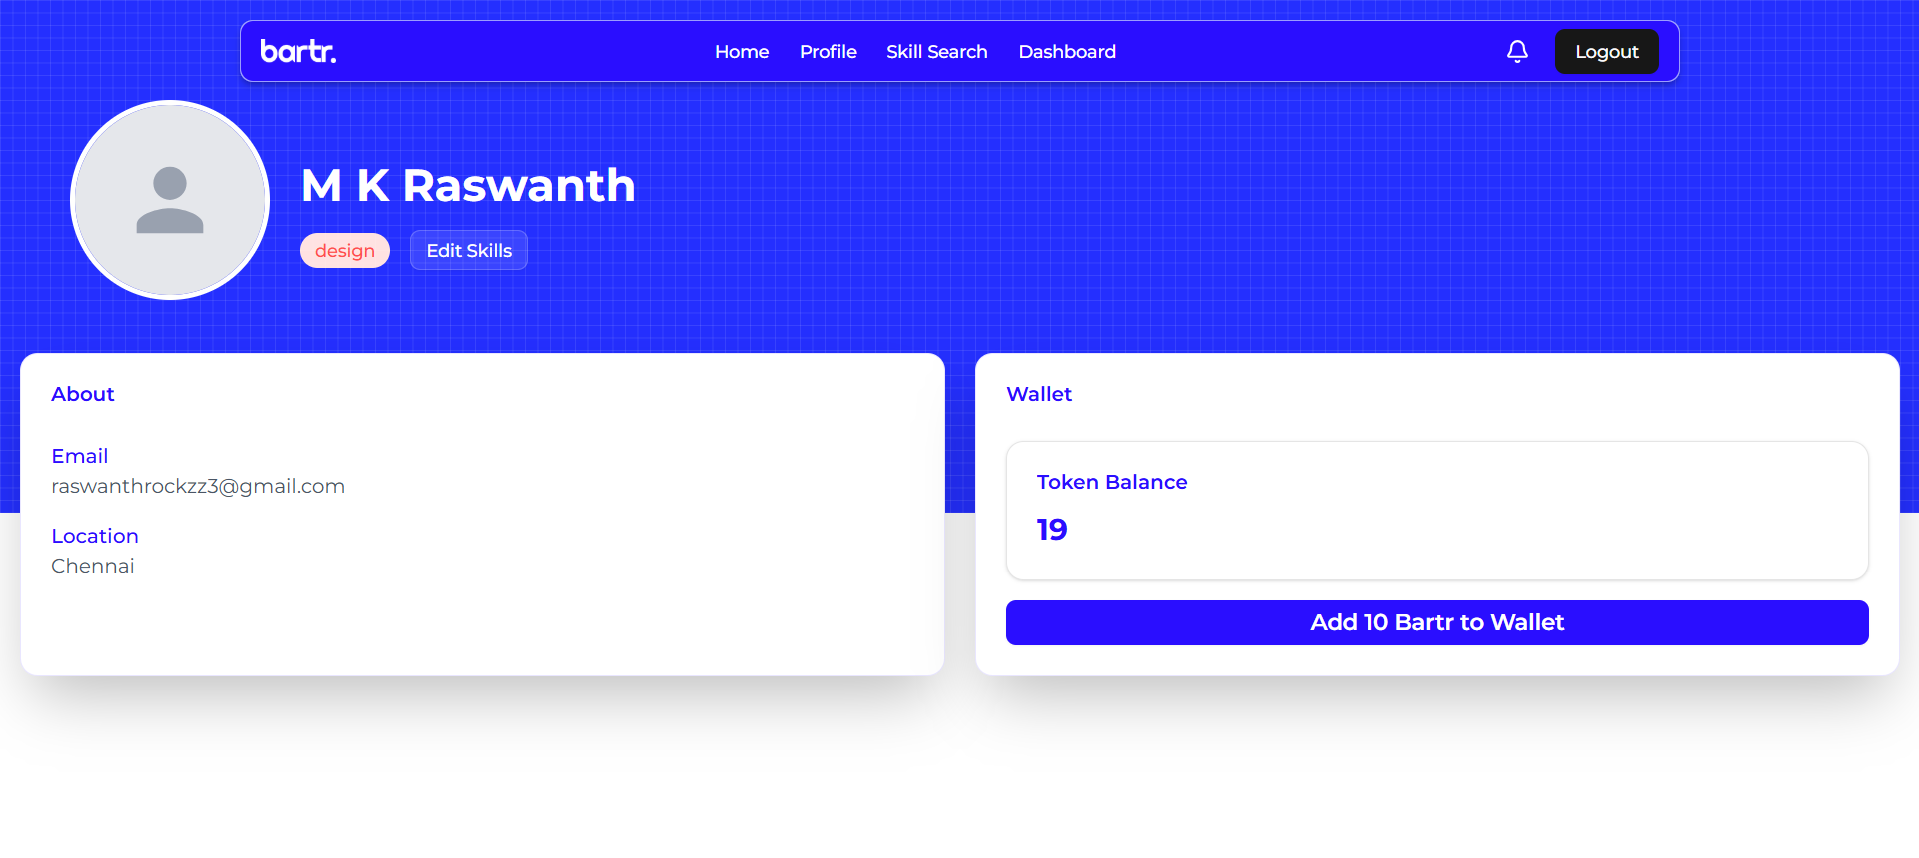 bartr.
Home Profile Skill Search Dashboard
Logout
M K Raswanth
design Edit Skills
About
Email
raswanthrockzz3@gmail.com
Location
Chennai
Wallet
Token Balance
19
Add 10 Bartr to Wallet